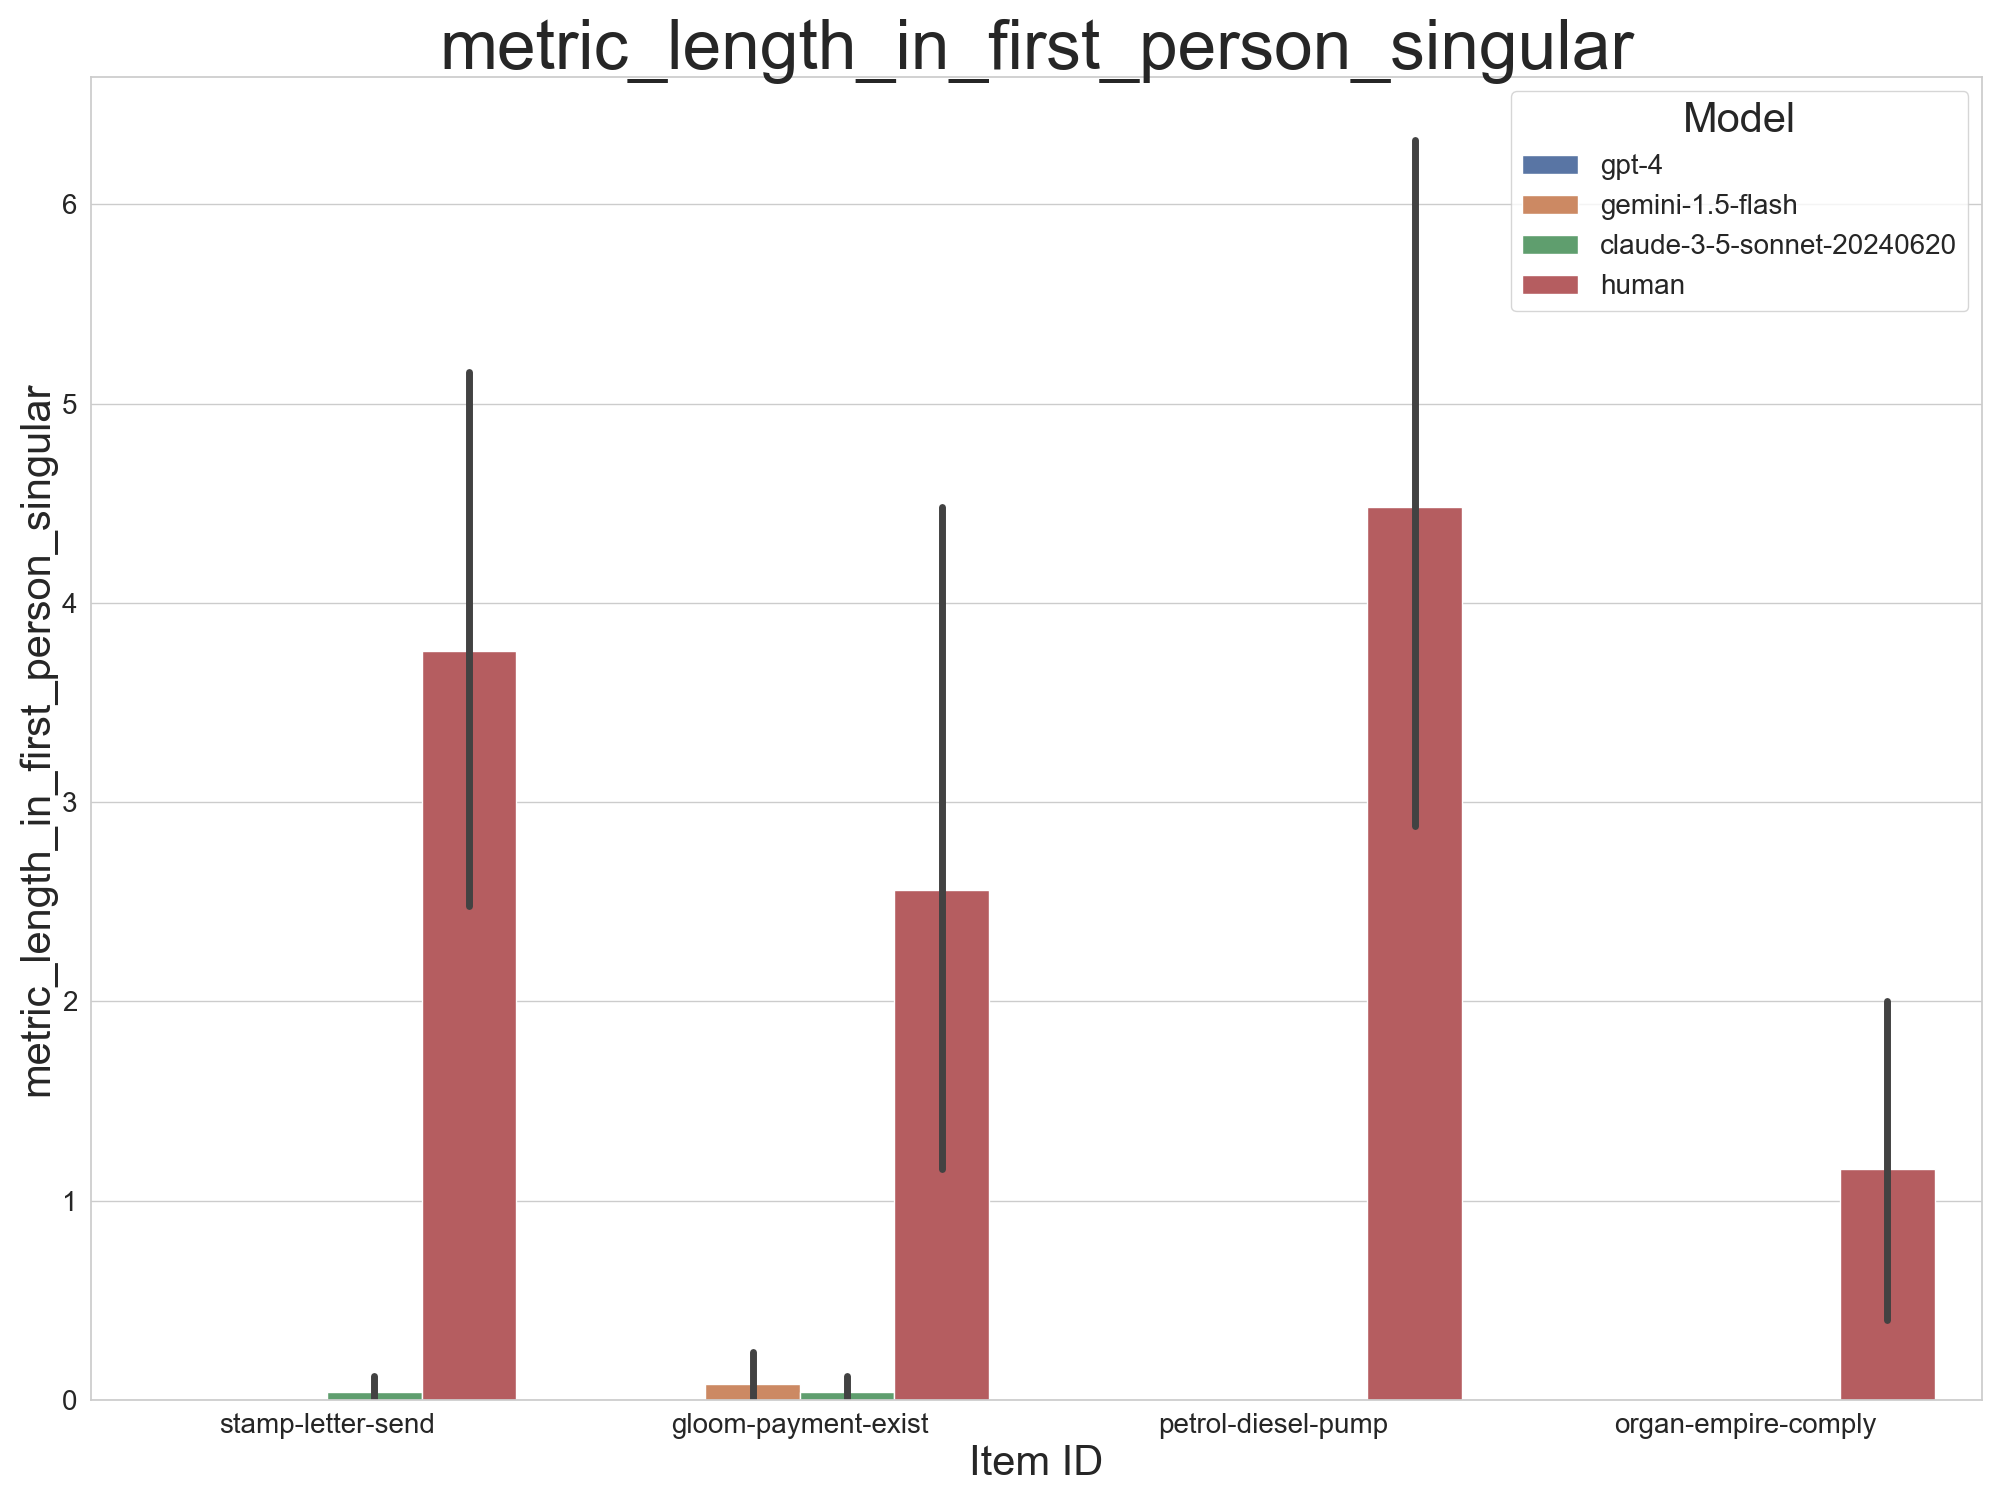 metric_length_in_first_person_singular
Model
gpt-4
gemini-1.5-flash
claude-3-5-sonnet-20240620
human
metric_length_in_first_person_singular
6
5
4
3
2
1
0
stamp-letter-send
gloom-payment-exist
petrol-diesel-pump
organ-empire-comply
Item ID